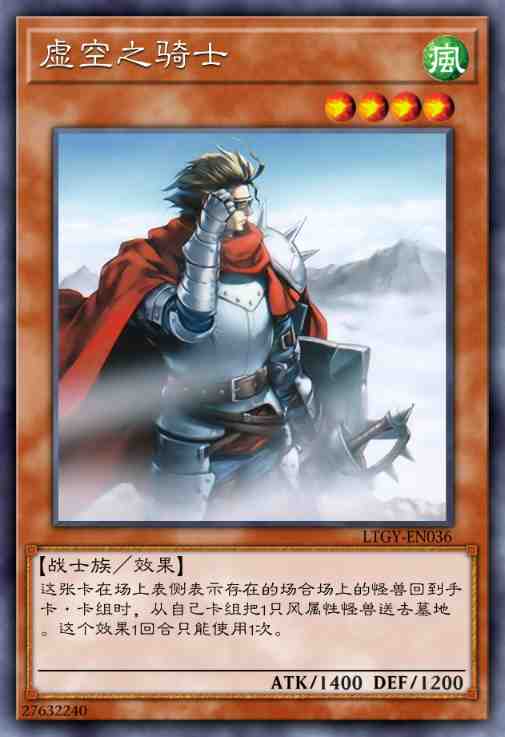 虚空之骑士
瘋
LTGY-EN036
【战士族／效果】
这张卡在场上表侧表示存在的场合场上的怪兽回到手
卡·卡组时，从自己卡组把1只风属性怪兽送去墓地
。这个效果1回合只能使用1次。
ATK/1400 DEF/1200
27632240